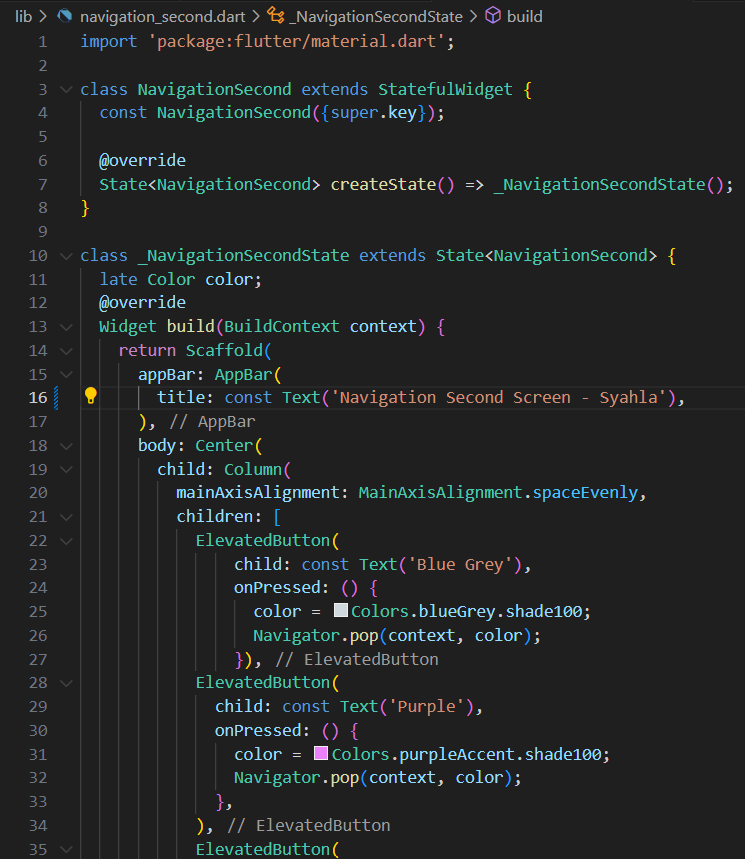 lib > navigation_second.dart > _NavigationSecondState > build
1 import 'package:flutter/material.dart';
2
3 class NavigationSecond extends StatefulWidget {
4   const NavigationSecond({super.key});
5
6   @override
7   State<NavigationSecond> createState() => _NavigationSecondState();
8 }
9
10 class _NavigationSecondState extends State<NavigationSecond> {
11   late Color color;
12   @override
13   Widget build(BuildContext context) {
14     return Scaffold(
15       appBar: AppBar(
16         title: const Text('Navigation Second Screen - Syahla'),
17       ), // AppBar
18       body: Center(
19         child: Column(
20           mainAxisAlignment: MainAxisAlignment.spaceEvenly,
21           children: [
22             ElevatedButton(
23                 child: const Text('Blue Grey'),
24                 onPressed: () {
25                   color = Colors.blueGrey.shade100;
26                   Navigator.pop(context, color);
27                 }), // ElevatedButton
28             ElevatedButton(
29               child: const Text('Purple'),
30               onPressed: () {
31                 color = Colors.purpleAccent.shade100;
32                 Navigator.pop(context, color);
33               },
34             ), // ElevatedButton
35             ElevatedButton(